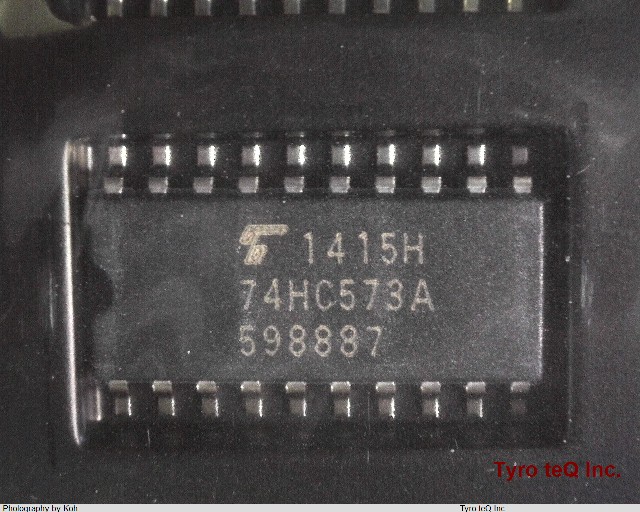 1415H
74HC573A
598887
Tyro teQ Inc.
Photography by Koh
Tyro teQ Inc